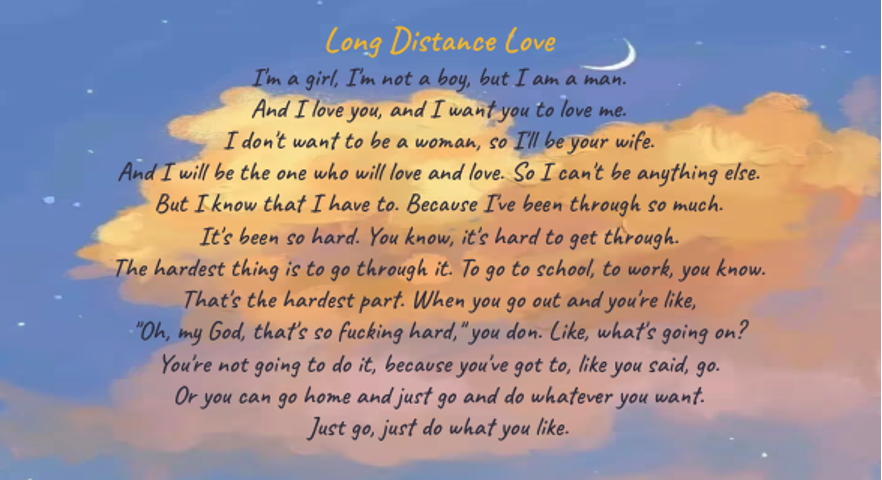 Long Distance Love
I'm a girl, I'm not a boy, but I am a man.
And I love you, and I want you to love me.
I don't want to be a woman, so I'll be your wife.
And I will be the one who will love and love. So I can't be anything else.
But I know that I have to. Because I've been through so much.
It's been so hard. You know, it's hard to get through.
The hardest thing is to go through it. To go to school, to work, you know.
That's the hardest part. When you go out and you're like,
"Oh, my God, that's so fucking hard," you don. Like, what's going on?
You're not going to do it, because you've got to, like you said, go.
Or you can go home and just go and do whatever you want.
Just go, just do what you like.